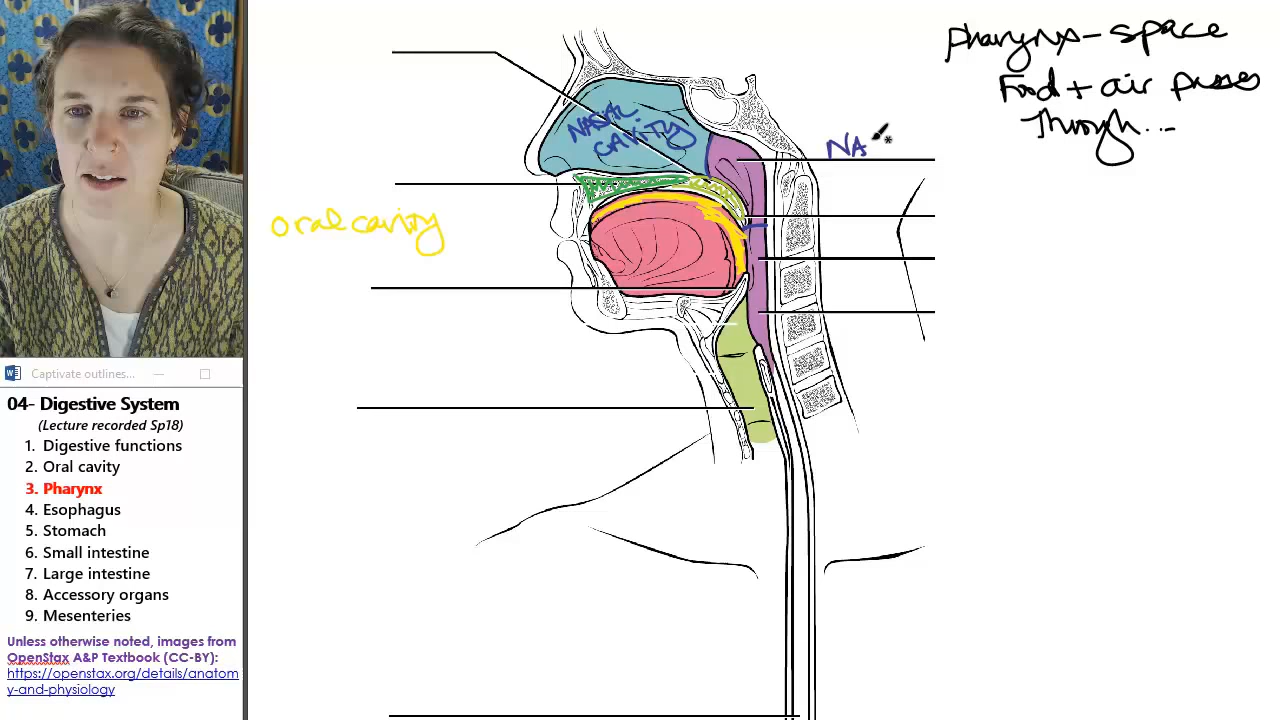 Pharynx - space
Food + air passes
through...
NASAL
CAVITY
NA
oral cavity
Captivate outlines...
04- Digestive System
(Lecture recorded Sp18)
1. Digestive functions
2. Oral cavity
3. Pharynx
4. Esophagus
5. Stomach
6. Small intestine
7. Large intestine
8. Accessory organs
9. Mesenteries
Unless otherwise noted, images from
OpenStax A&P Textbook (CC-BY):
https://openstax.org/details/anatom
y-and-physiology